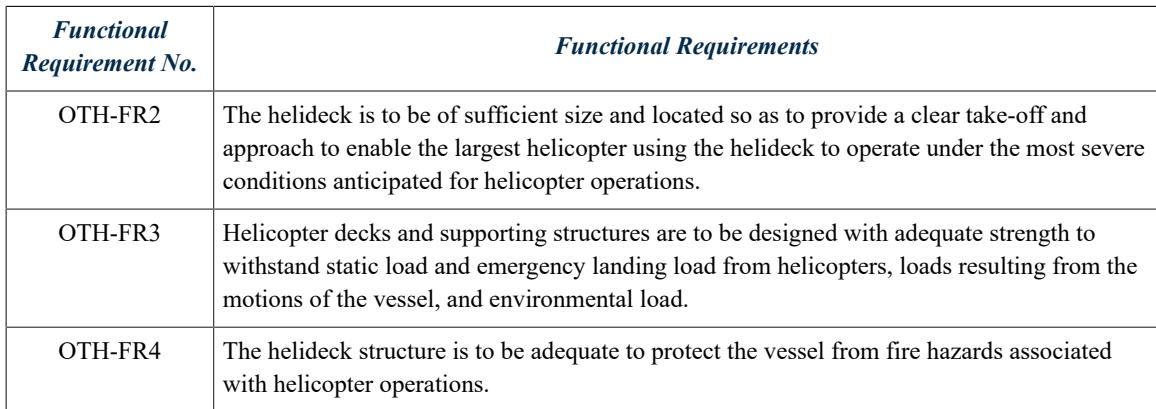 Functional
Requirement No.
Functional Requirements
OTH-FR2
The helideck is to be of sufficient size and located so as to provide a clear take-off and
approach to enable the largest helicopter using the helideck to operate under the most severe
conditions anticipated for helicopter operations.
OTH-FR3
Helicopter decks and supporting structures are to be designed with adequate strength to
withstand static load and emergency landing load from helicopters, loads resulting from the
motions of the vessel, and environmental load.
OTH-FR4
The helideck structure is to be adequate to protect the vessel from fire hazards associated
with helicopter operations.